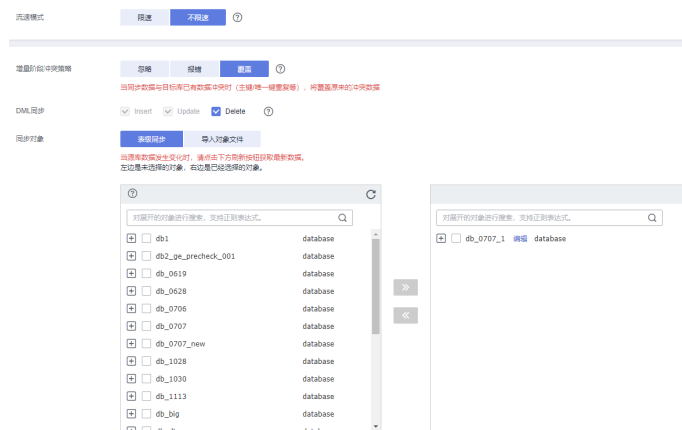 流速模式 限速 不限速
增量阶段冲突策略 忽略 报错 覆盖
当同步数据与目标库已有数据冲突时（主键/唯一键重复等），将覆盖原来的冲突数据
DML同步 Insert Update Delete
同步对象 表级同步 导入对象文件
当源库数据发生变化时，请点击下方刷新按钮获取最新数据。
左边是未选择的对象，右边是已经选择的对象。
对展开的对象进行搜索，支持正则表达式。
db1 database
db2_ge_precheck_001 database
db_0619 database
db_0628 database
db_0706 database
db_0707 database
db_0707_new database
db_1028 database
db_1030 database
db_1113 database
db_big database
对展开的对象进行搜索，支持正则表达式。
db_0707_1 编辑 database